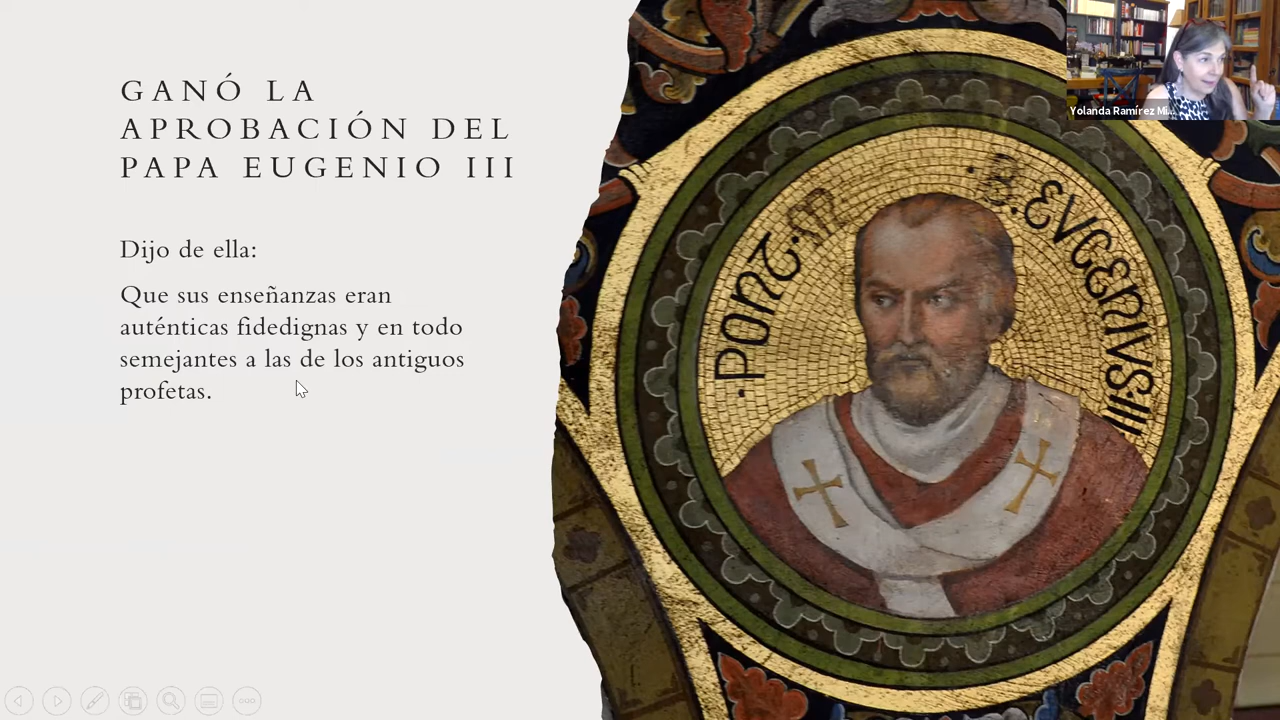 GANÓ LA
APROBACIÓN DEL
PAPA EUGENIO III
Dijo de ella:
Que sus enseñanzas eran
auténticas fidedignas y en todo
semejantes a las de los antiguos
profetas.
·PONT·M
·B·EVGENIVS·III
Yolanda Ramírez Mi...